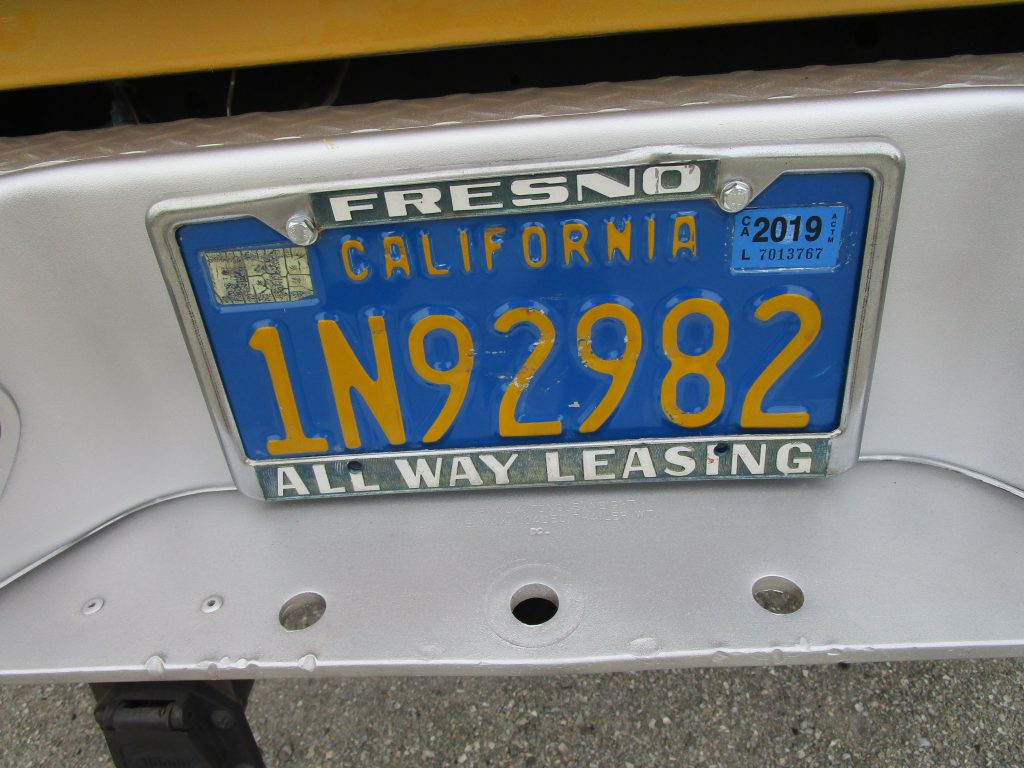 FRESNO
CALIFORNIA
CA 2019 ACTM
L 7013767
1N92982
ALL WAY LEASING